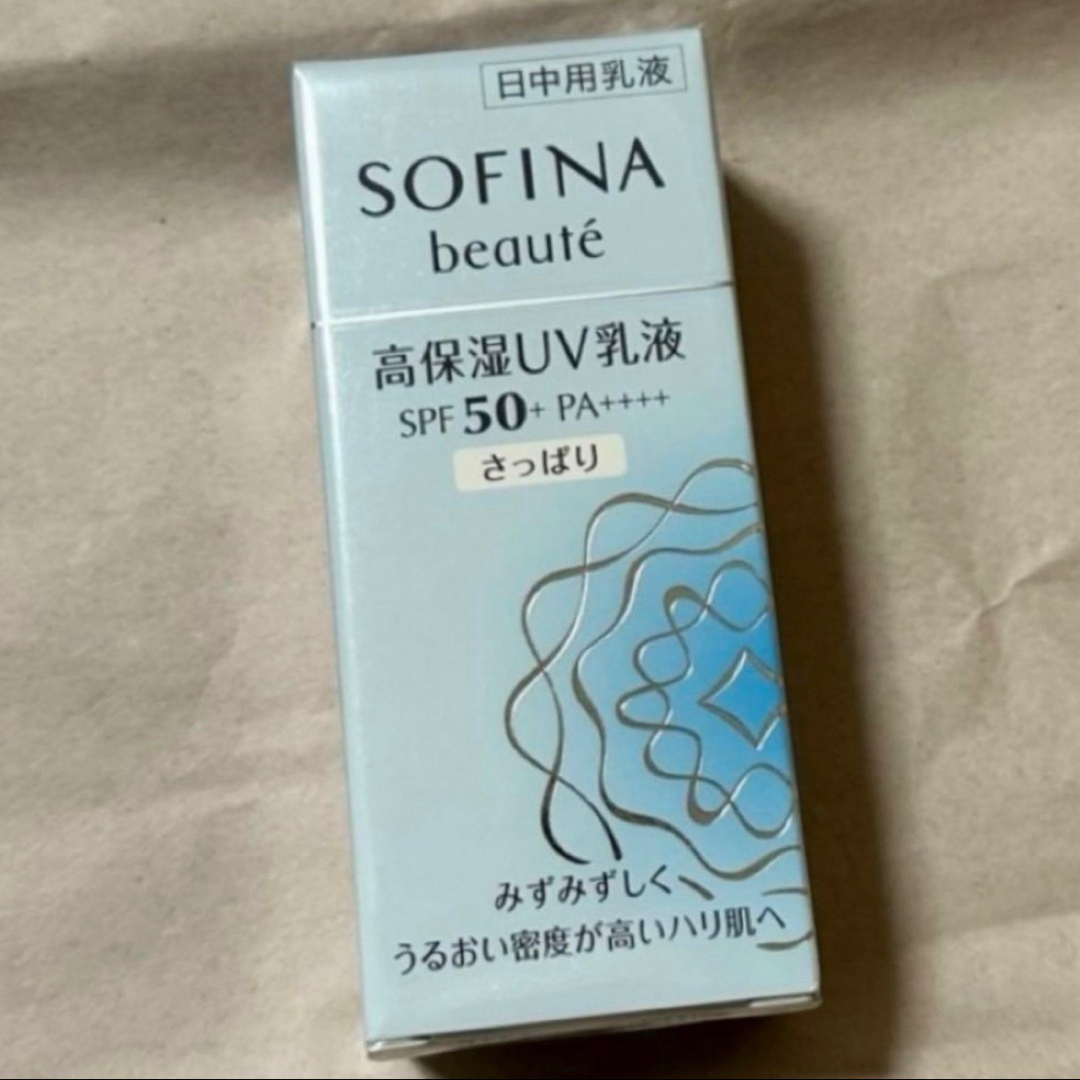 日中用乳液
SOFINA
beauté
高保湿UV乳液
SPF 50+ PA++++
さっぱり
みずみずしく、
うるおい密度が高いハリ肌へ